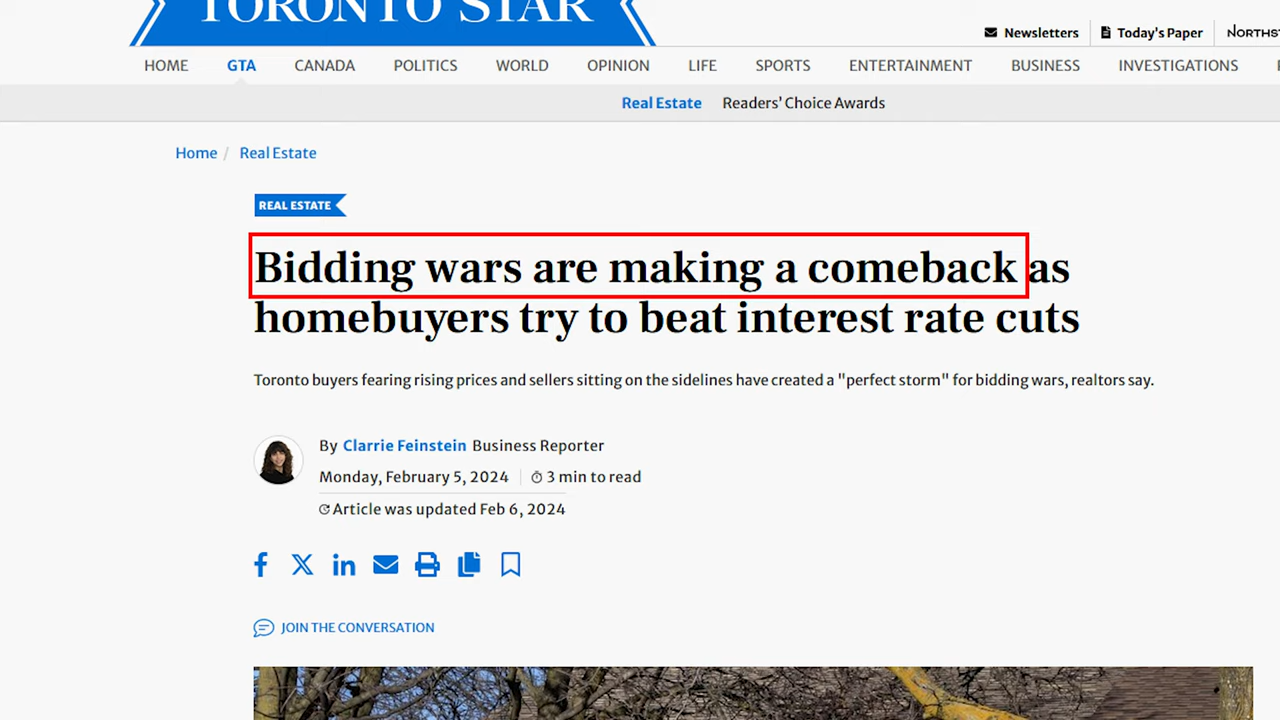 TORONTO STAR
Newsletters
Today's Paper
HOME
GTA
CANADA
POLITICS
WORLD
OPINION
LIFE
SPORTS
ENTERTAINMENT
BUSINESS
INVESTIGATIONS
Real Estate
Readers' Choice Awards
Home / Real Estate
REAL ESTATE
Bidding wars are making a comeback as
homebuyers try to beat interest rate cuts
Toronto buyers fearing rising prices and sellers sitting on the sidelines have created a "perfect storm" for bidding wars, realtors say.
By Clarrie Feinstein Business Reporter
Monday, February 5, 2024
3 min to read
Article was updated Feb 6, 2024
JOIN THE CONVERSATION